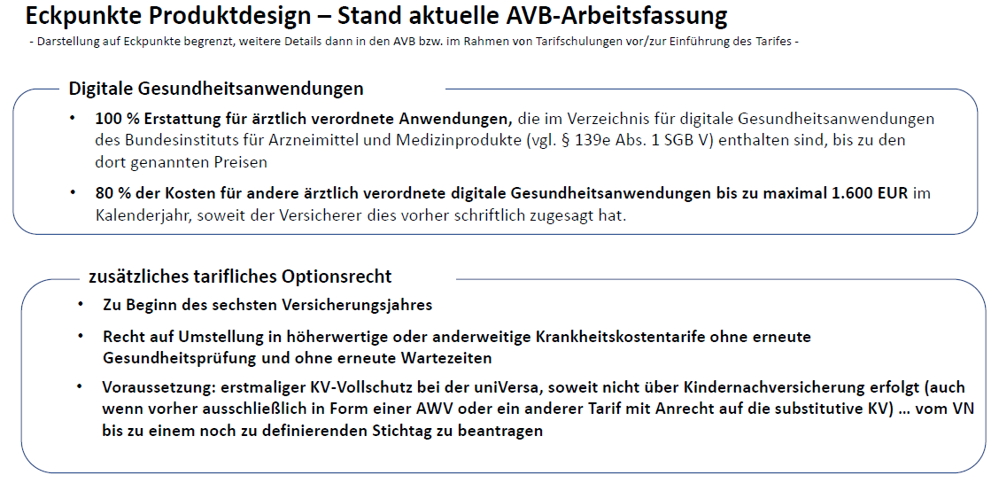 Eckpunkte Produktdesign – Stand aktuelle AVB-Arbeitsfassung
- Darstellung auf Eckpunkte begrenzt, weitere Details dann in den AVB bzw. im Rahmen von Tarifschulungen vor/zur Einführung des Tarifes -
Digitale Gesundheitsanwendungen
• 100 % Erstattung für ärztlich verordnete Anwendungen, die im Verzeichnis für digitale Gesundheitsanwendungen
des Bundesinstituts für Arzneimittel und Medizinprodukte (vgl. § 139e Abs. 1 SGB V) enthalten sind, bis zu den
dort genannten Preisen
• 80 % der Kosten für andere ärztlich verordnete digitale Gesundheitsanwendungen bis zu maximal 1.600 EUR im
Kalenderjahr, soweit der Versicherer dies vorher schriftlich zugesagt hat.
zusätzliches tarifliches Optionsrecht
• Zu Beginn des sechsten Versicherungsjahres
• Recht auf Umstellung in höherwertige oder anderweitige Krankheitskostentarife ohne erneute
Gesundheitsprüfung und ohne erneute Wartezeiten
• Voraussetzung: erstmaliger KV-Vollschutz bei der uniVersa, soweit nicht über Kindernachversicherung erfolgt (auch
wenn vorher ausschließlich in Form einer AWV oder ein anderer Tarif mit Anrecht auf die substitutive KV) ... vom VN
bis zu einem noch zu definierenden Stichtag zu beantragen